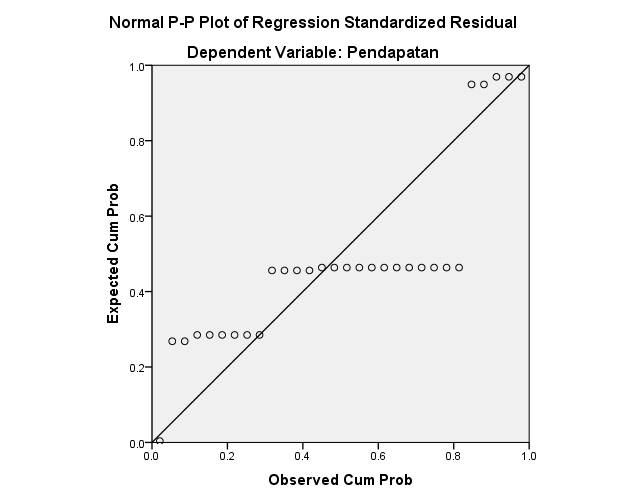 Normal P-P Plot of Regression Standardized Residual
Dependent Variable: Pendapatan
1.0
0.8
0.6
0.4
0.2
0.0
Expected Cum Prob
0.0 0.2 0.4 0.6 0.8 1.0
Observed Cum Prob